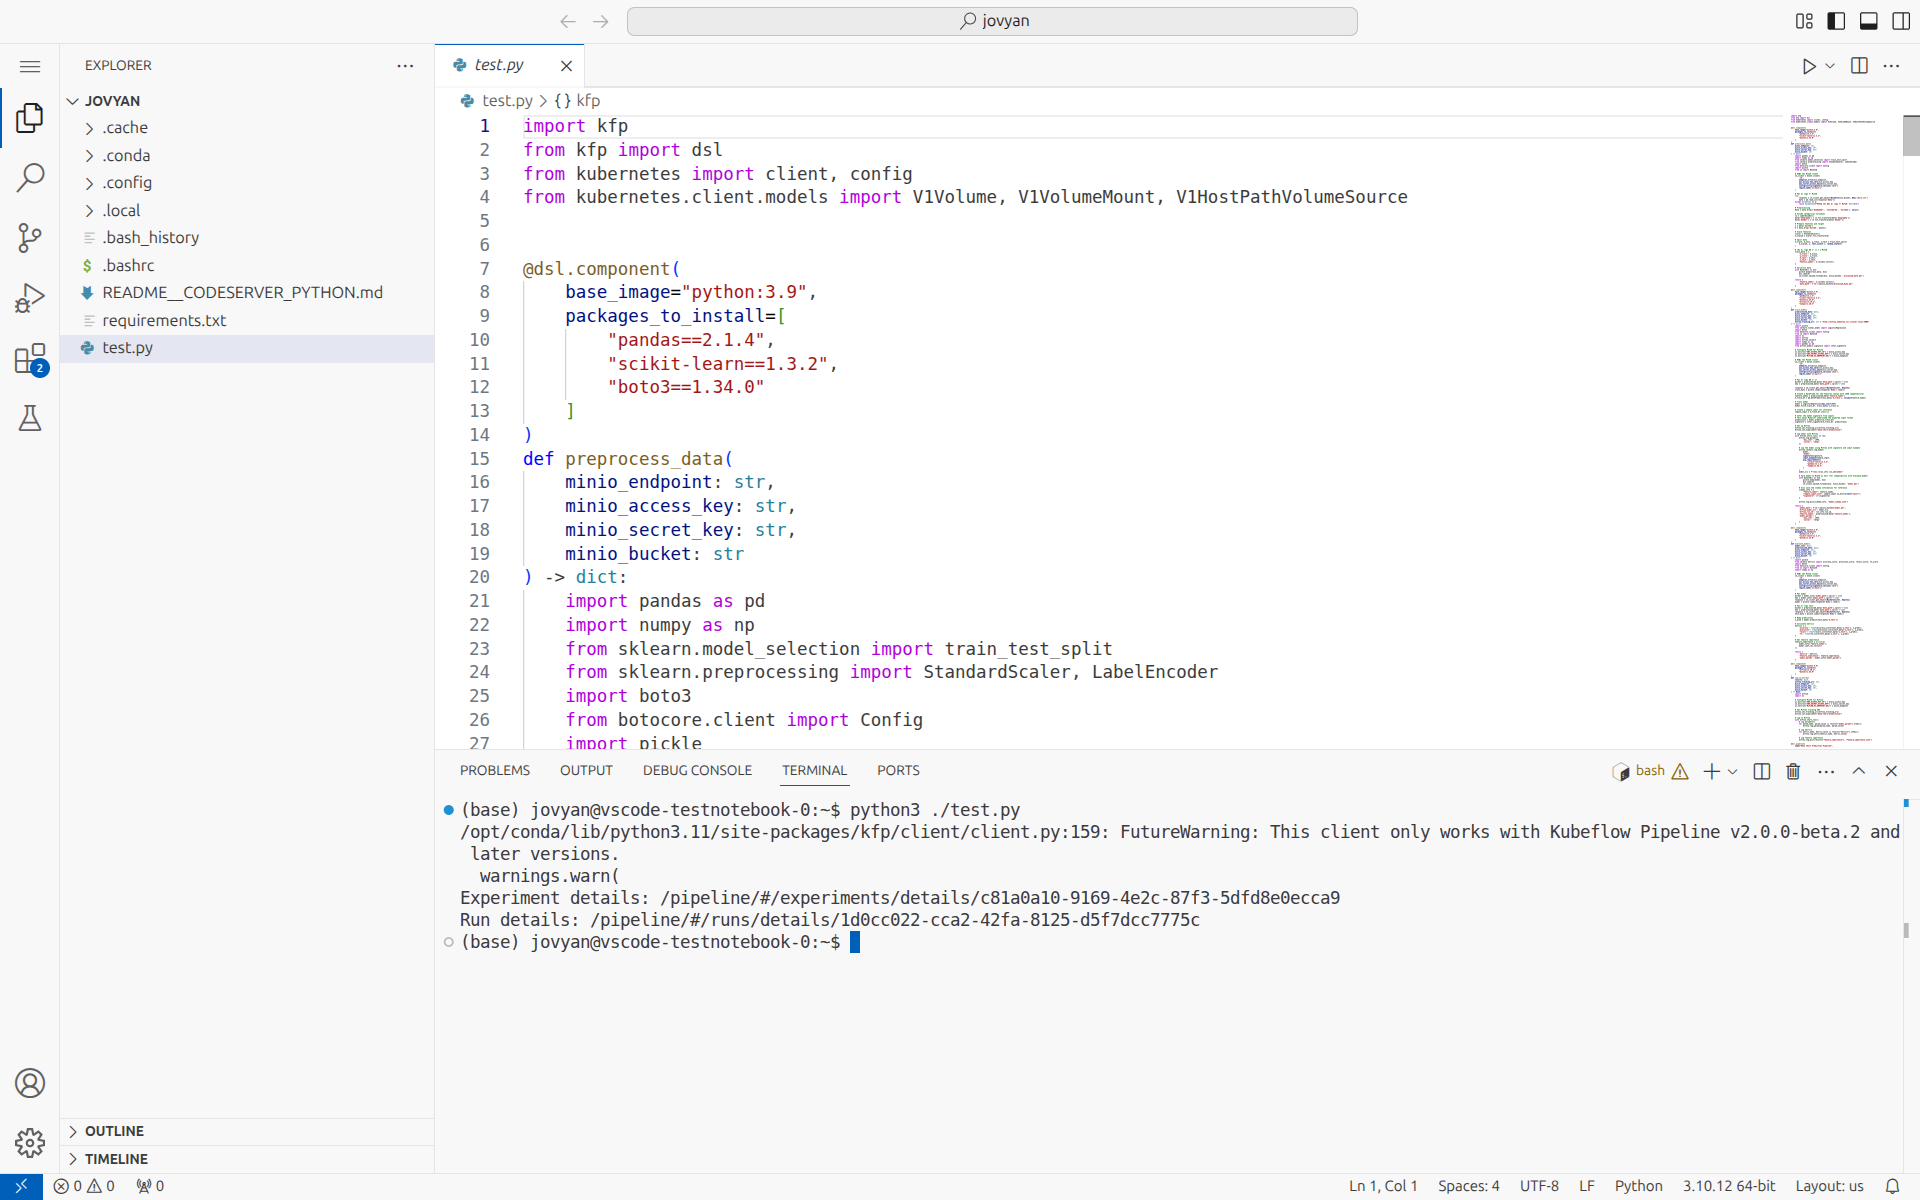 jovyan
EXPLORER
JOVYAN
.cache
.conda
.config
.local
.bash_history
$ .bashrc
README__CODESERVER_PYTHON.md
requirements.txt
test.py
2
OUTLINE
TIMELINE
test.py
test.py > {} kfp
1 import kfp
2 from kfp import dsl
3 from kubernetes import client, config
4 from kubernetes.client.models import V1Volume, V1VolumeMount, V1HostPathVolumeSource
5
6
7 @dsl.component(
8     base_image="python:3.9",
9     packages_to_install=[
10         "pandas==2.1.4",
11         "scikit-learn==1.3.2",
12         "boto3==1.34.0"
13     ]
14 )
15 def preprocess_data(
16     minio_endpoint: str,
17     minio_access_key: str,
18     minio_secret_key: str,
19     minio_bucket: str
20 ) -> dict:
21     import pandas as pd
22     import numpy as np
23     from sklearn.model_selection import train_test_split
24     from sklearn.preprocessing import StandardScaler, LabelEncoder
25     import boto3
26     from botocore.client import Config
27     import pickle
PROBLEMS OUTPUT DEBUG CONSOLE TERMINAL PORTS bash
(base) jovyan@vscode-testnotebook-0:~$ python3 ./test.py
/opt/conda/lib/python3.11/site-packages/kfp/client/client.py:159: FutureWarning: This client only works with Kubeflow Pipeline v2.0.0-beta.2 and
 later versions.
  warnings.warn(
Experiment details: /pipeline/#/experiments/details/c81a0a10-9169-4e2c-87f3-5dfd8e0ecca9
Run details: /pipeline/#/runs/details/1d0cc022-cca2-42fa-8125-d5f7dcc7775c
(base) jovyan@vscode-testnotebook-0:~$
0 0 0 Ln 1, Col 1 Spaces: 4 UTF-8 LF Python 3.10.12 64-bit Layout: us